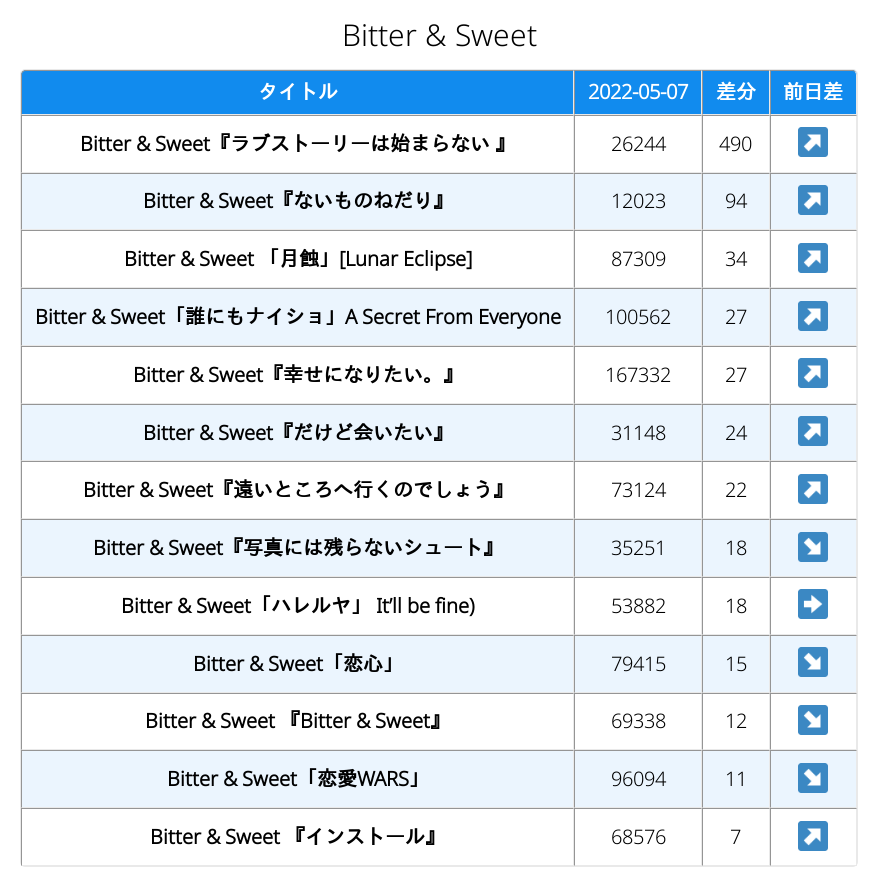 Bitter & Sweet
タイトル 2022-05-07 差分 前日差
Bitter & Sweet『ラブストーリーは始まらない 』 26244 490
Bitter & Sweet『ないものねだり』 12023 94
Bitter & Sweet 「月蝕」[Lunar Eclipse] 87309 34
Bitter & Sweet「誰にもナイショ」A Secret From Everyone 100562 27
Bitter & Sweet『幸せになりたい。』 167332 27
Bitter & Sweet『だけど会いたい』 31148 24
Bitter & Sweet『遠いところへ行くのでしょう』 73124 22
Bitter & Sweet『写真には残らないシュート』 35251 18
Bitter & Sweet「ハレルヤ」 It’ll be fine) 53882 18
Bitter & Sweet「恋心」 79415 15
Bitter & Sweet 『Bitter & Sweet』 69338 12
Bitter & Sweet「恋愛WARS」 96094 11
Bitter & Sweet 『インストール』 68576 7